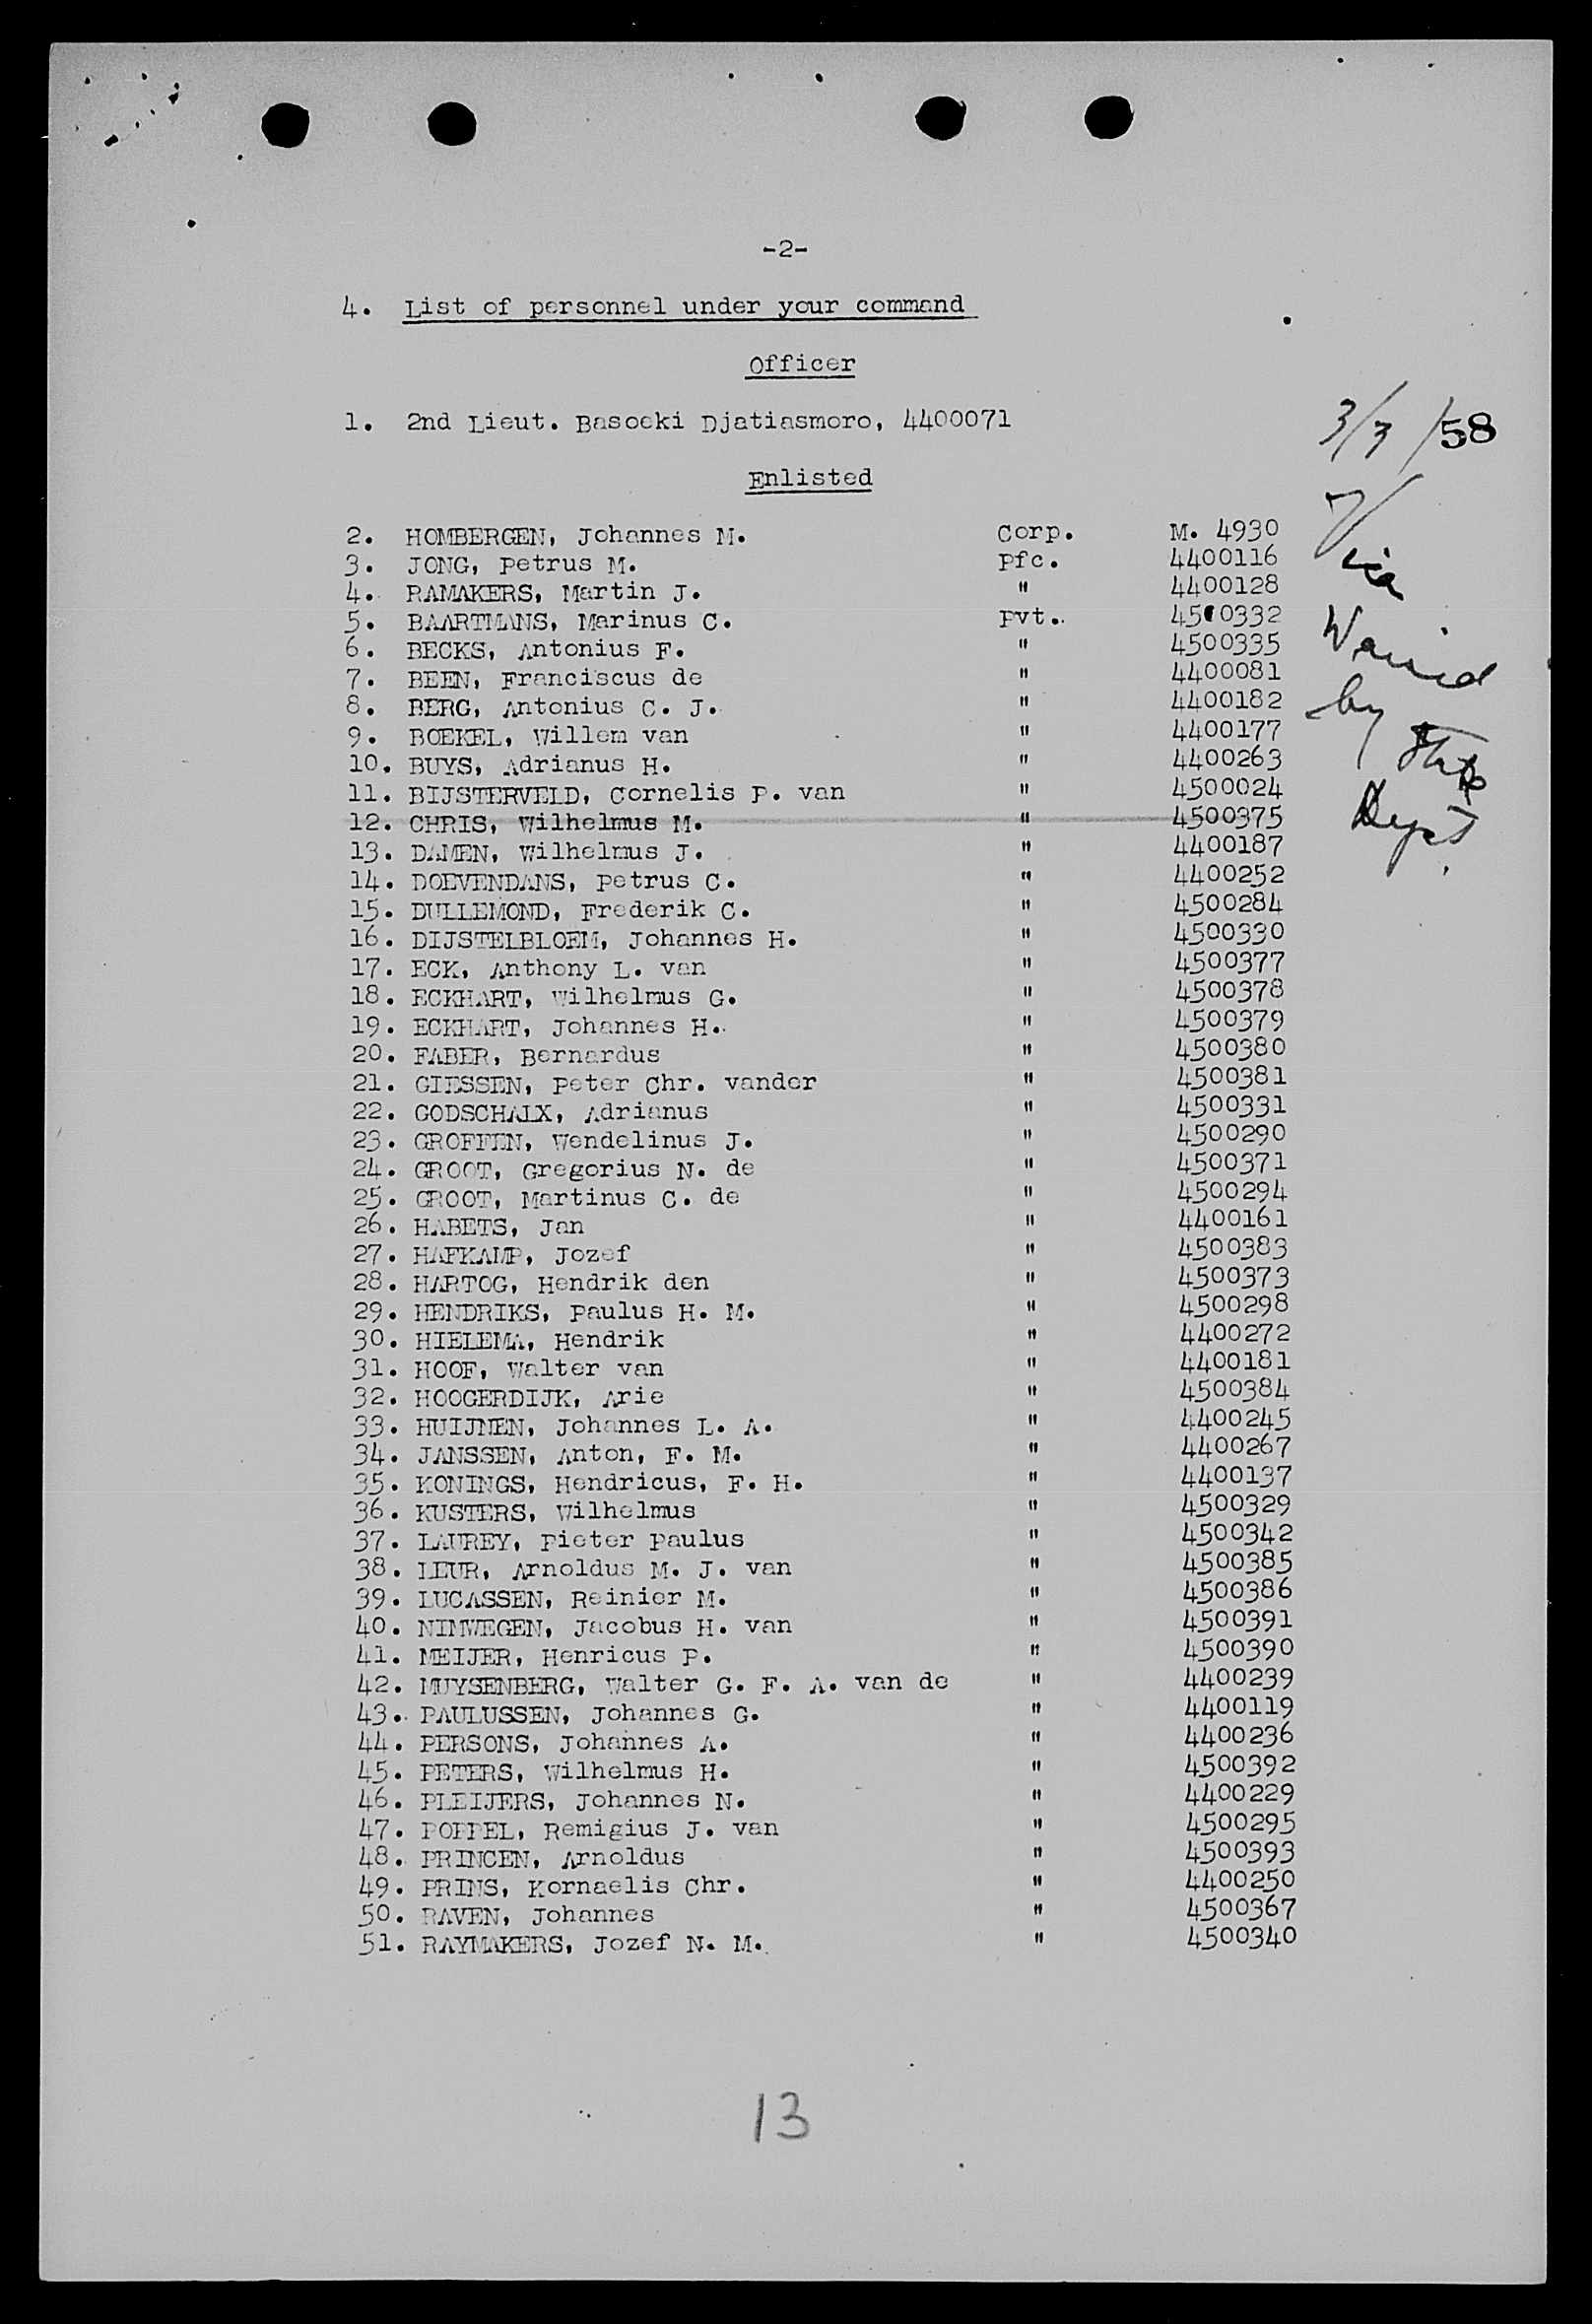 -2-
4. List of personnel under your command
Officer
1. 2nd Lieut. Basoeki Djatiasmoro, 4400071
Enlisted
2. HOMBERGEN, Johannes M. Corp. M. 4930
3. JONG, Petrus M. Pfc. 4400116
4. RAMAKERS, Martin J. " 4400128
5. BAARTMANS, Marinus C. Pvt. 4500332
6. BECKS, Antonius F. " 4500335
7. BEEN, Franciscus de " 4400081
8. BERG, Antonius C. J. " 4400182
9. BOEKEL, Willem van " 4400177
10. BUYS, Adrianus H. " 4400263
11. BIJSTERVELD, Cornelis P. van " 4500024
12. CHRIS, Wilhelmus M. " 4500375
13. DAMEN, Wilhelmus J. " 4400187
14. DOEVENDANS, Petrus C. " 4400252
15. DULLEMOND, Frederik C. " 4500284
16. DIJSTELBLOEM, Johannes H. " 4500330
17. ECK, Anthony L. van " 4500377
18. ECKHART, Wilhelmus G. " 4500378
19. ECKHART, Johannes H. " 4500379
20. FABER, Bernardus " 4500380
21. GIESSEN, Peter Chr. vander " 4500381
22. GODSCHALX, Adrianus " 4500331
23. GROFFEN, Wendelinus J. " 4500290
24. GROOT, Gregorius N. de " 4500371
25. GROOT, Martinus C. de " 4500294
26. HABETS, Jan " 4400161
27. HAFKAMP, Jozef " 4500383
28. HARTOG, Hendrik den " 4500373
29. HENDRIKS, Paulus H. M. " 4500298
30. HIELEMA, Hendrik " 4400272
31. HOOF, Walter van " 4400181
32. HOOGERDIJK, Arie " 4500384
33. HUIJNEN, Johannes L. A. " 4400245
34. JANSSEN, Anton, F. M. " 4400267
35. KONINGS, Hendricus, F. H. " 4400137
36. KUSTERS, Wilhelmus " 4500329
37. LAUREY, Pieter Paulus " 4500342
38. LEUR, Arnoldus M. J. van " 4500385
39. LUCASSEN, Reinier M. " 4500386
40. NIMWEGEN, Jacobus H. van " 4500391
41. MEIJER, Henricus P. " 4500390
42. MUYSENBERG, Walter G. F. A. van de " 4400239
43. PAULUSSEN, Johannes G. " 4400119
44. PERSONS, Johannes A. " 4400236
45. PETERS, Wilhelmus H. " 4500392
46. PLEIJERS, Johannes N. " 4400229
47. POPPEL, Remigius J. van " 4500295
48. PRINCEN, Arnoldus " 4500393
49. PRINS, Kornaelis Chr. " 4400250
50. RAVEN, Johannes " 4500367
51. RAYMAKERS, Jozef N. M. " 4500340
3/3/58
Via
Waived
by State
Dept.
13